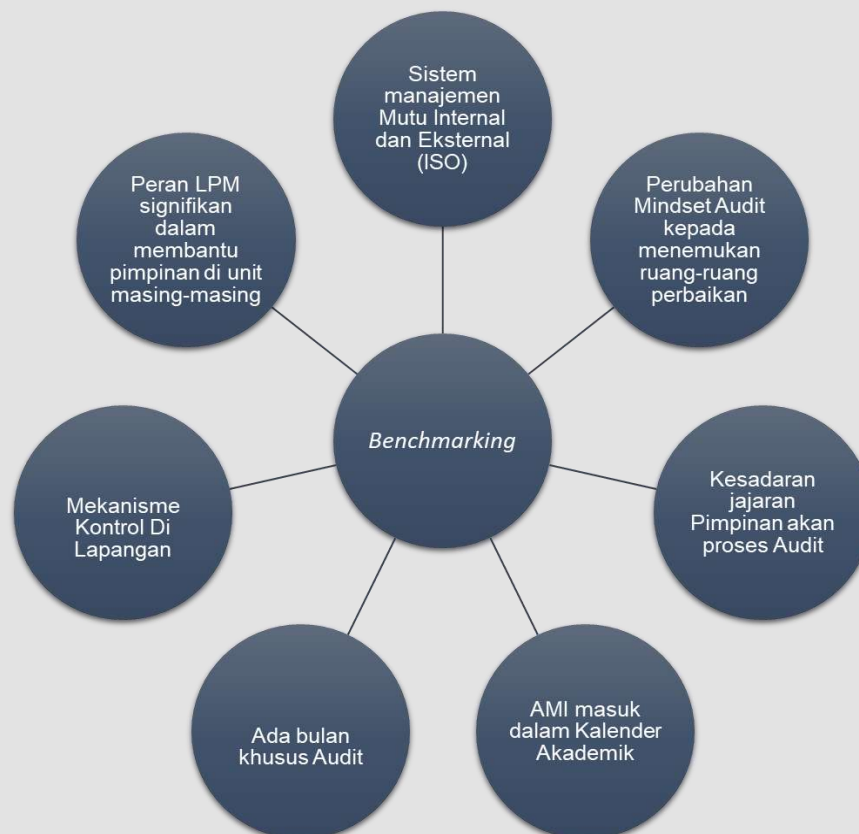 Sistem
manajemen
Mutu Internal
dan Eksternal
(ISO)
Perubahan
Mindset Audit
kepada
menemukan
ruang-ruang
perbaikan
Kesadaran
jajaran
Pimpinan akan
proses Audit
AMI masuk
dalam Kalender
Akademik
Ada bulan
khusus Audit
Mekanisme
Kontrol Di
Lapangan
Peran LPM
signifikan
dalam
membantu
pimpinan di unit
masing-masing
Benchmarking